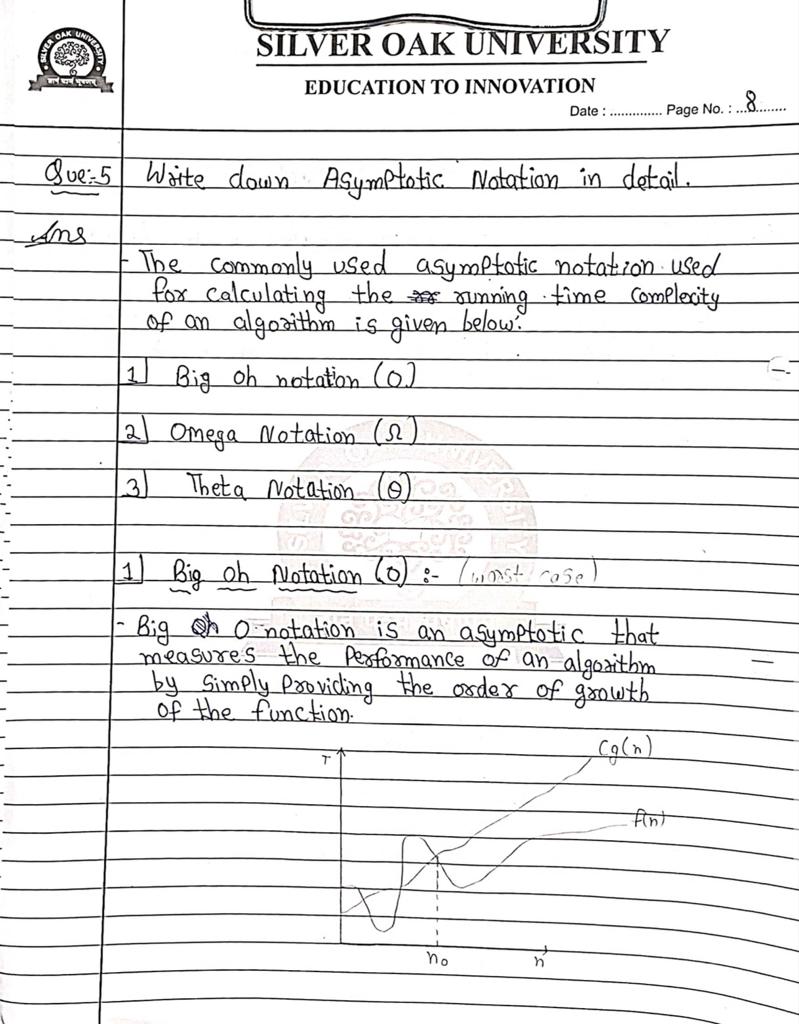 SILVER OAK UNIVERSITY
SILVER OAK UNIVERSITY
EDUCATION TO INNOVATION
Date : .............. Page No. : ...8........
Que:-5 Write down Asymptotic Notation in detail.
Ans
- The commonly used asymptotic notation used
for calculating the running time complexity
of an algorithm is given below:
1] Big oh notation (O)
2] Omega Notation (Ω)
3] Theta Notation (θ)
1] Big oh Notation (O) :- (worst case)
- Big O-notation is an asymptotic that
measures the performance of an algorithm
by simply providing the order of growth
of the function.
T
Cg(n)
f(n)
n₀ n